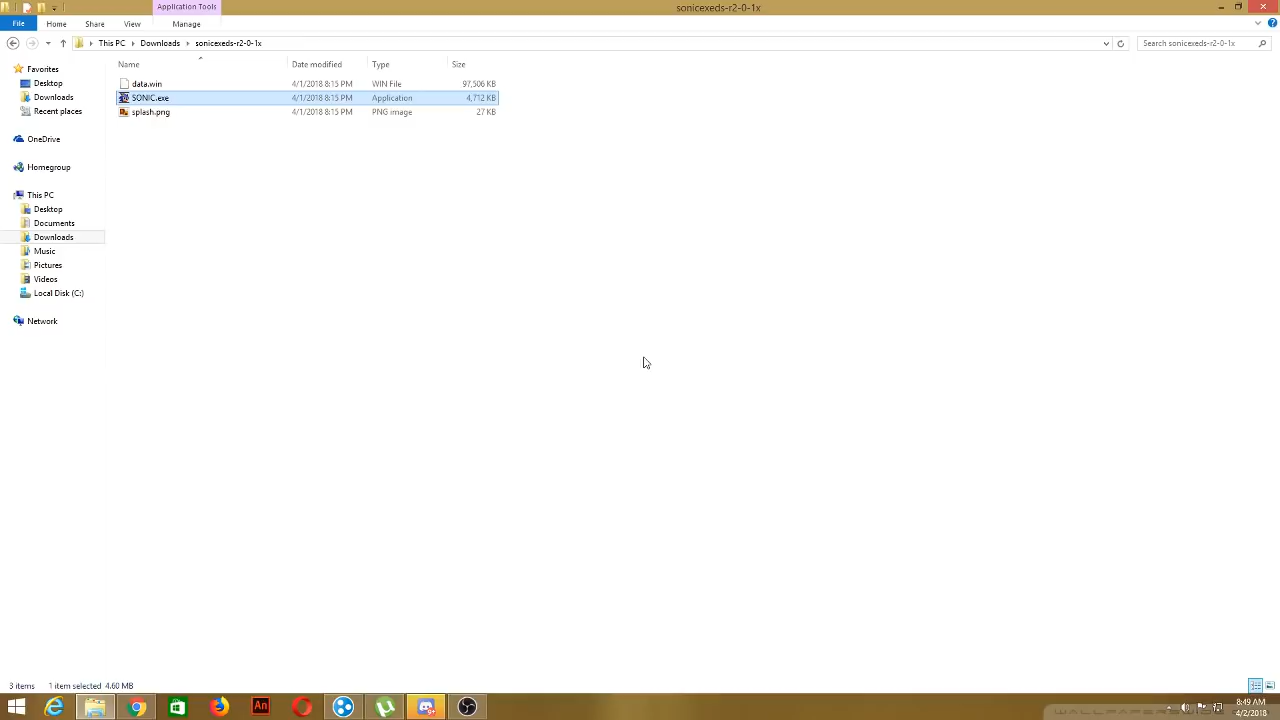 Application Tools
sonicexeds-r2-0-1x
File Home Share View Manage
This PC Downloads sonicexeds-r2-0-1x Search sonicexeds-r2-0-1x
Name Date modified Type Size
Favorites
Desktop
Downloads
Recent places
OneDrive
Homegroup
This PC
Desktop
Documents
Downloads
Music
Pictures
Videos
Local Disk (C:)
Network
data.win 4/1/2018 8:15 PM WIN File 97,506 KB
SONIC.exe 4/1/2018 8:15 PM Application 4,712 KB
splash.png 4/1/2018 8:15 PM PNG image 27 KB
3 items 1 item selected 4.60 MB
An
8:49 AM
4/2/2018